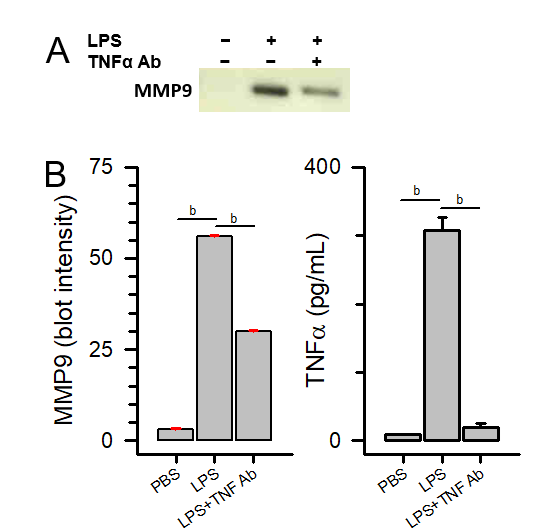 A
LPS - + +
TNFα Ab - - +
MMP9
B
75
50
25
0
MMP9 (blot intensity)
b
b
PBS
LPS
LPS+TNF Ab
400
0
TNFα (pg/mL)
b
b
PBS
LPS
LPS+TNF Ab